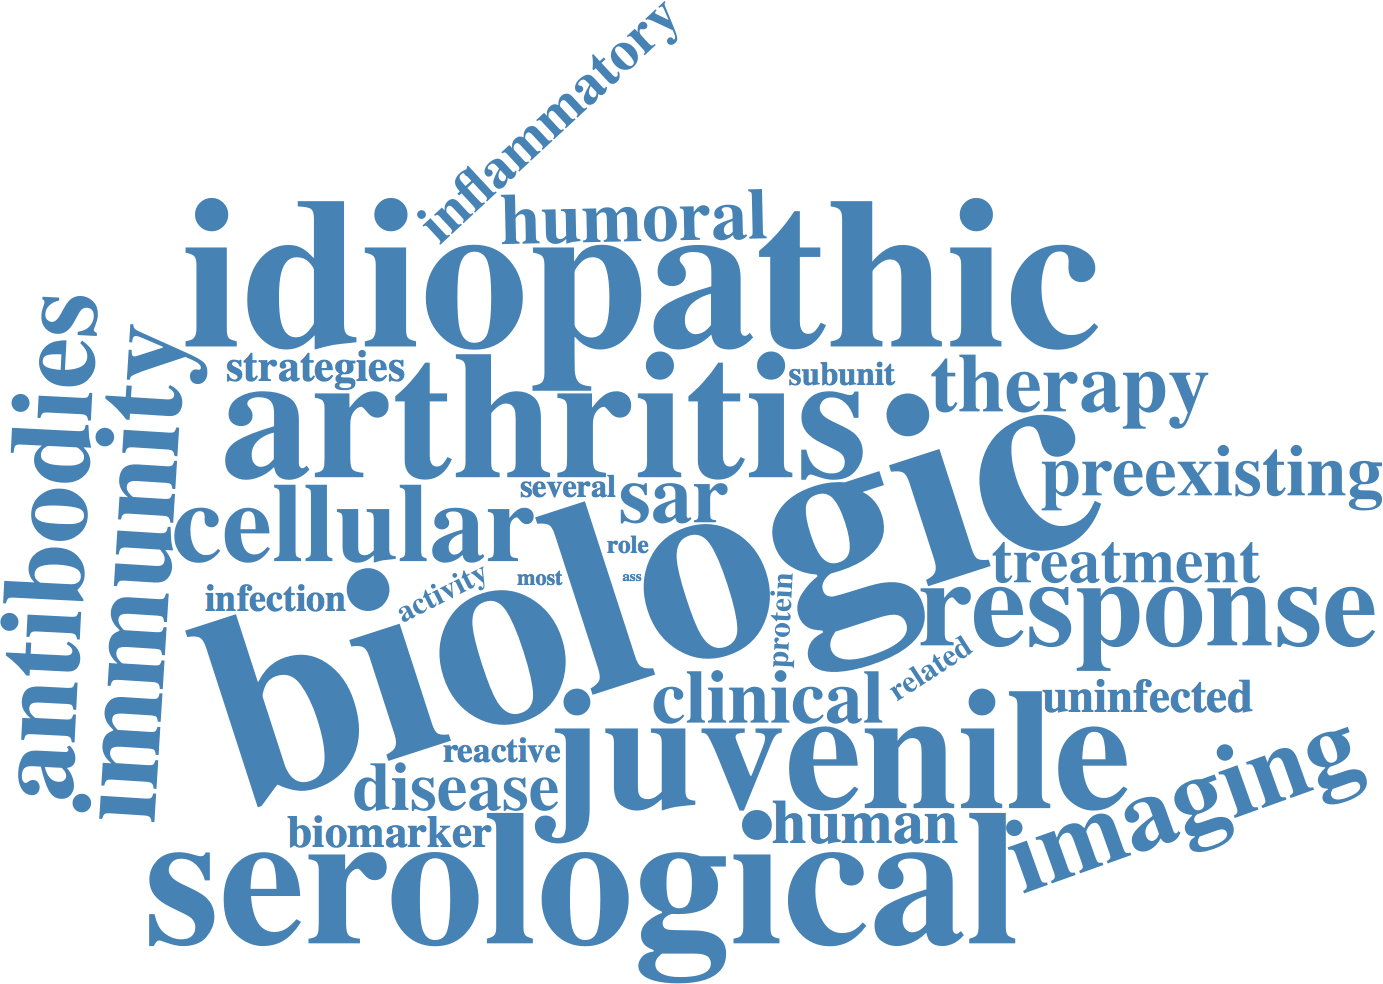 inflammatory
humoral
idiopathic
antibodies
immunity
strategies
arthritis
subunit
therapy
biologic
preexisting
cellular
several
sar
role
treatment
infection
activity
most
ass
protein
response
related
clinical
uninfected
juvenile
reactive
disease
imaging
biomarker
human
serological